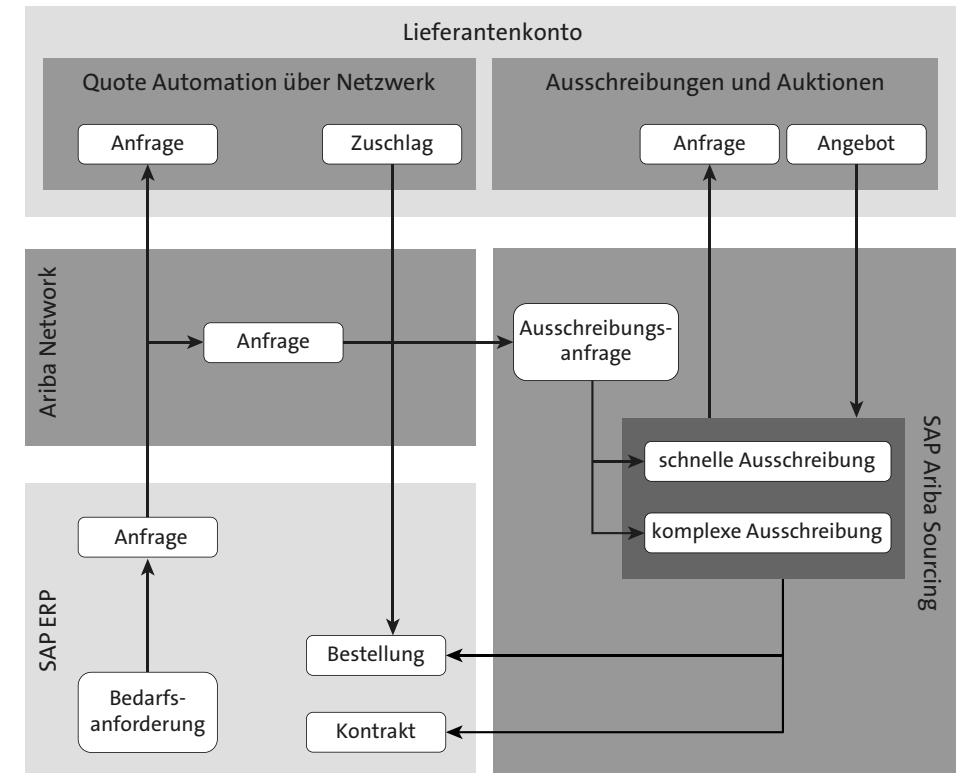 Lieferantenkonto
Quote Automation über Netzwerk
Ausschreibungen und Auktionen
Anfrage
Zuschlag
Anfrage
Angebot
Ariba Network
Anfrage
Ausschreibungs-
anfrage
SAP Ariba Sourcing
schnelle Ausschreibung
komplexe Ausschreibung
SAP ERP
Anfrage
Bestellung
Bedarfs-
anforderung
Kontrakt